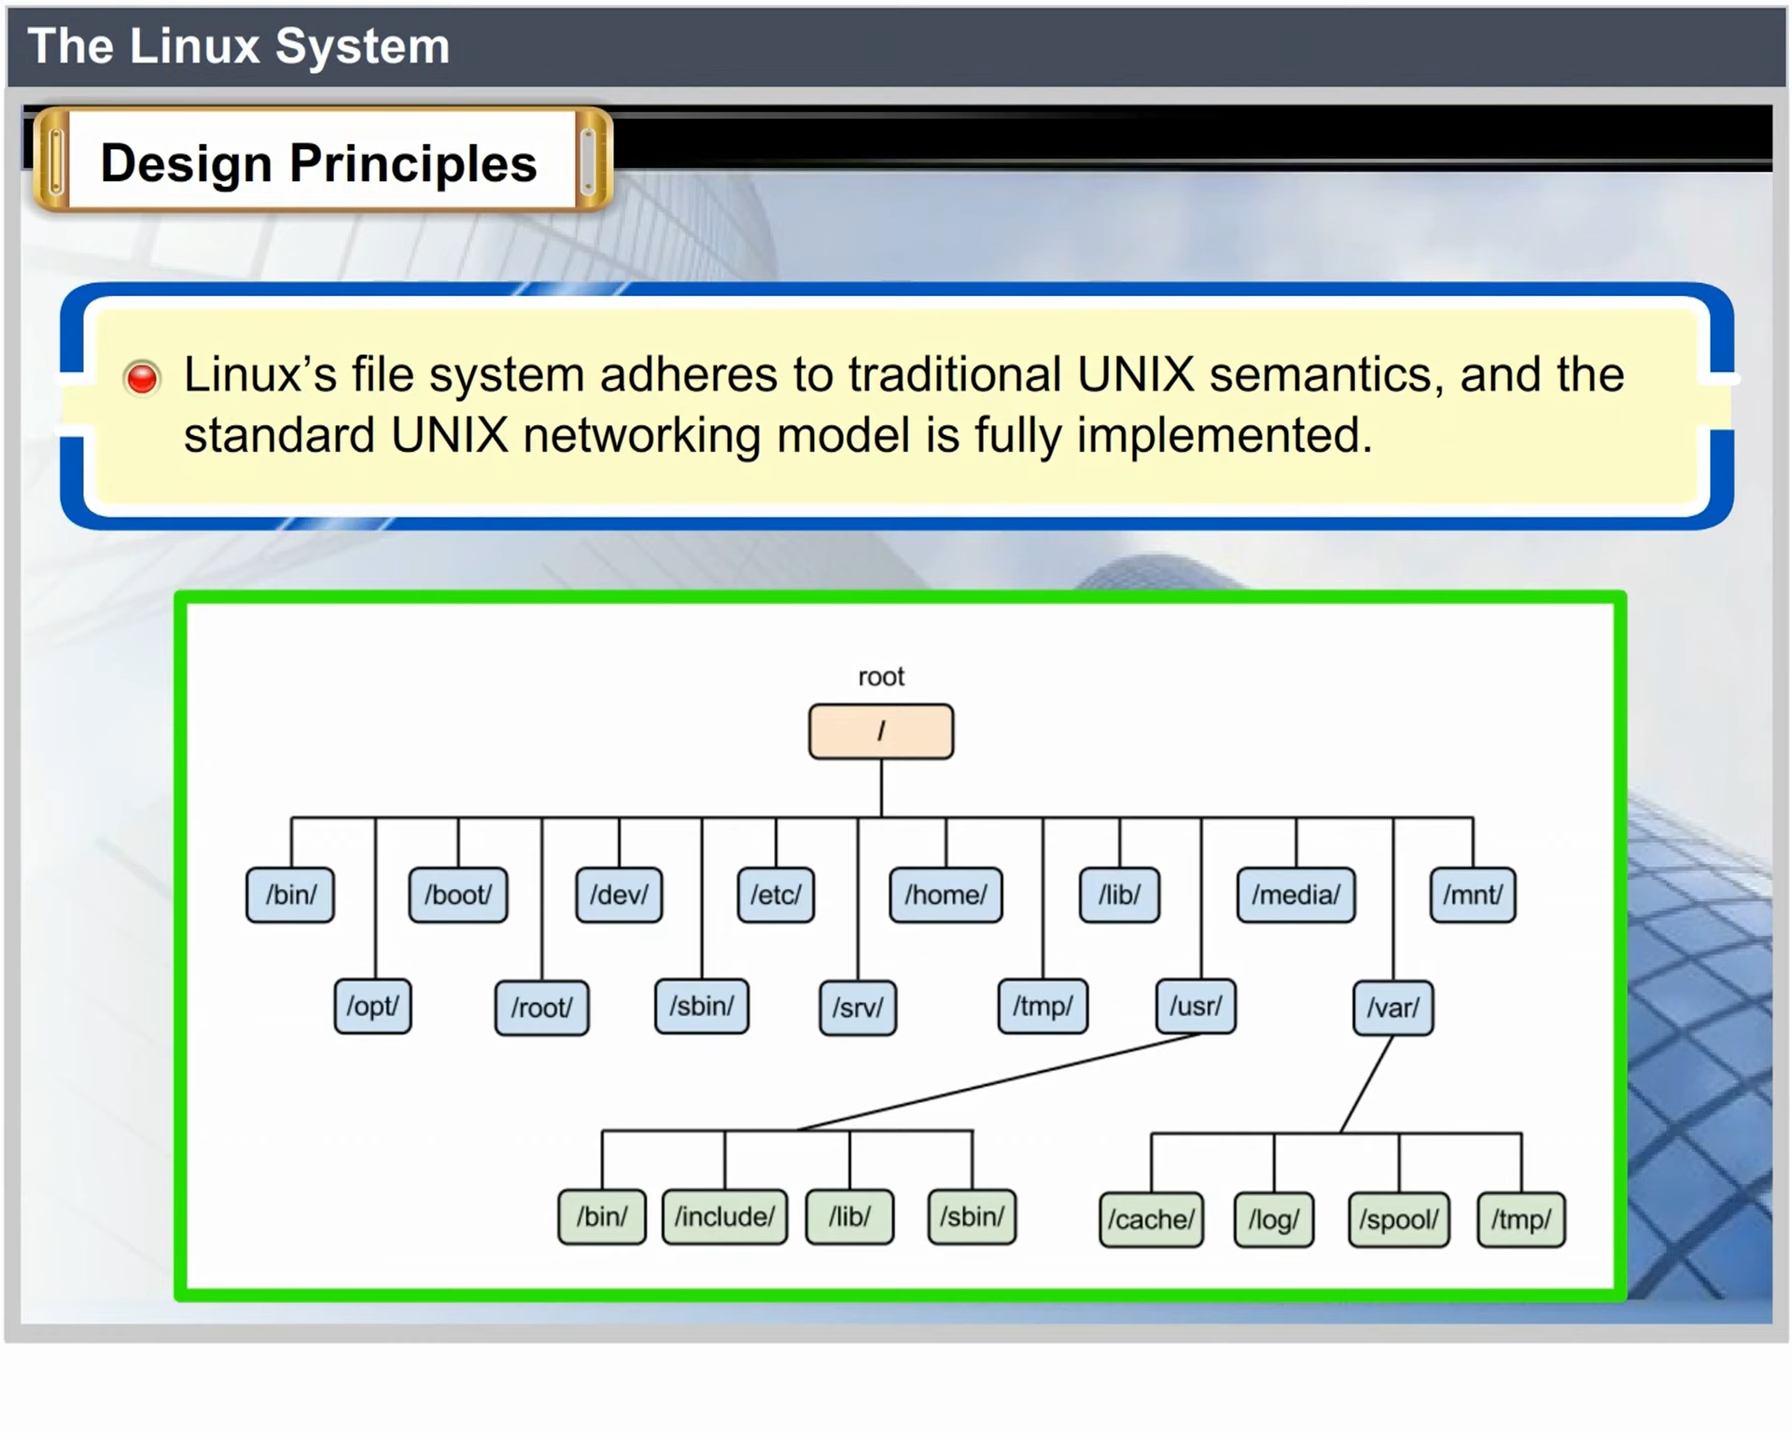 The Linux System
Design Principles
Linux’s file system adheres to traditional UNIX semantics, and the
standard UNIX networking model is fully implemented.
root
/
/bin/ /boot/ /dev/ /etc/ /home/ /lib/ /media/ /mnt/
/opt/ /root/ /sbin/ /srv/ /tmp/ /usr/ /var/
/bin/ /include/ /lib/ /sbin/ /cache/ /log/ /spool/ /tmp/